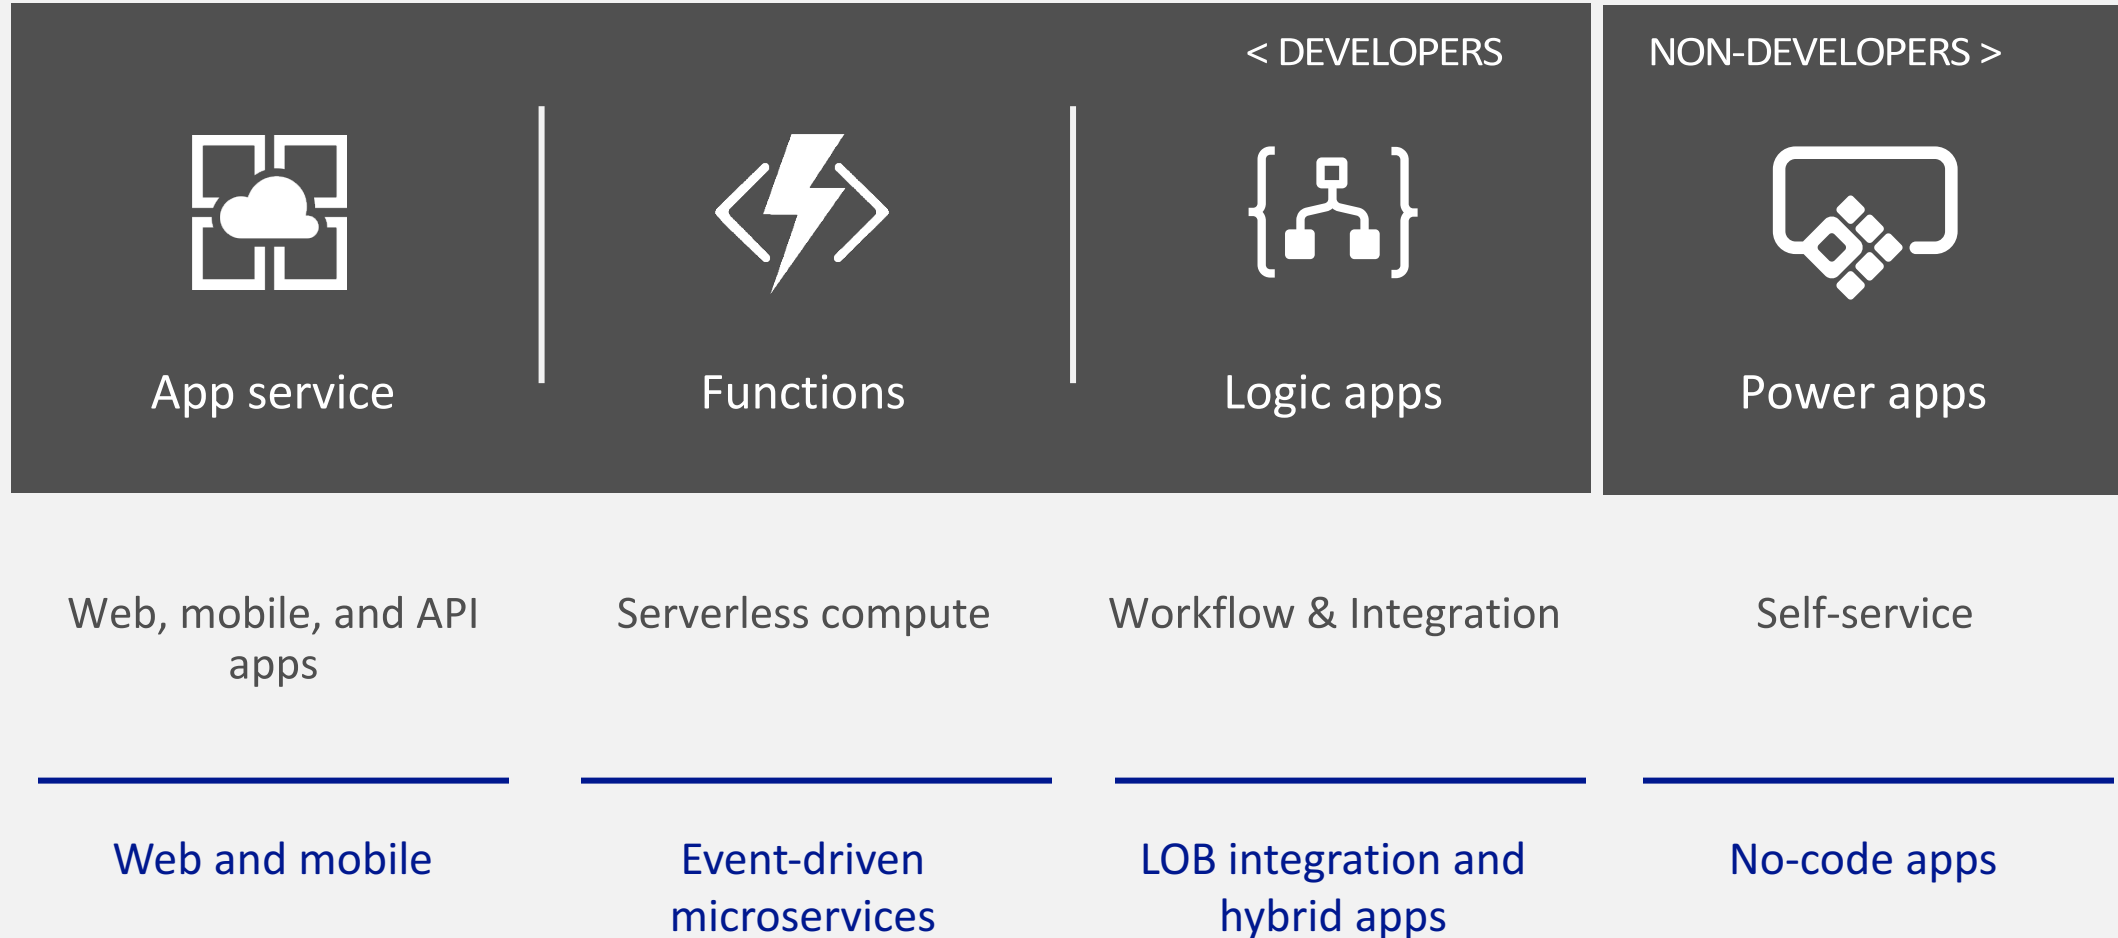 < DEVELOPERS
NON-DEVELOPERS >
App service
Functions
Logic apps
Power apps
Web, mobile, and API
apps
Serverless compute
Workflow & Integration
Self-service
Web and mobile
Event-driven
microservices
LOB integration and
hybrid apps
No-code apps